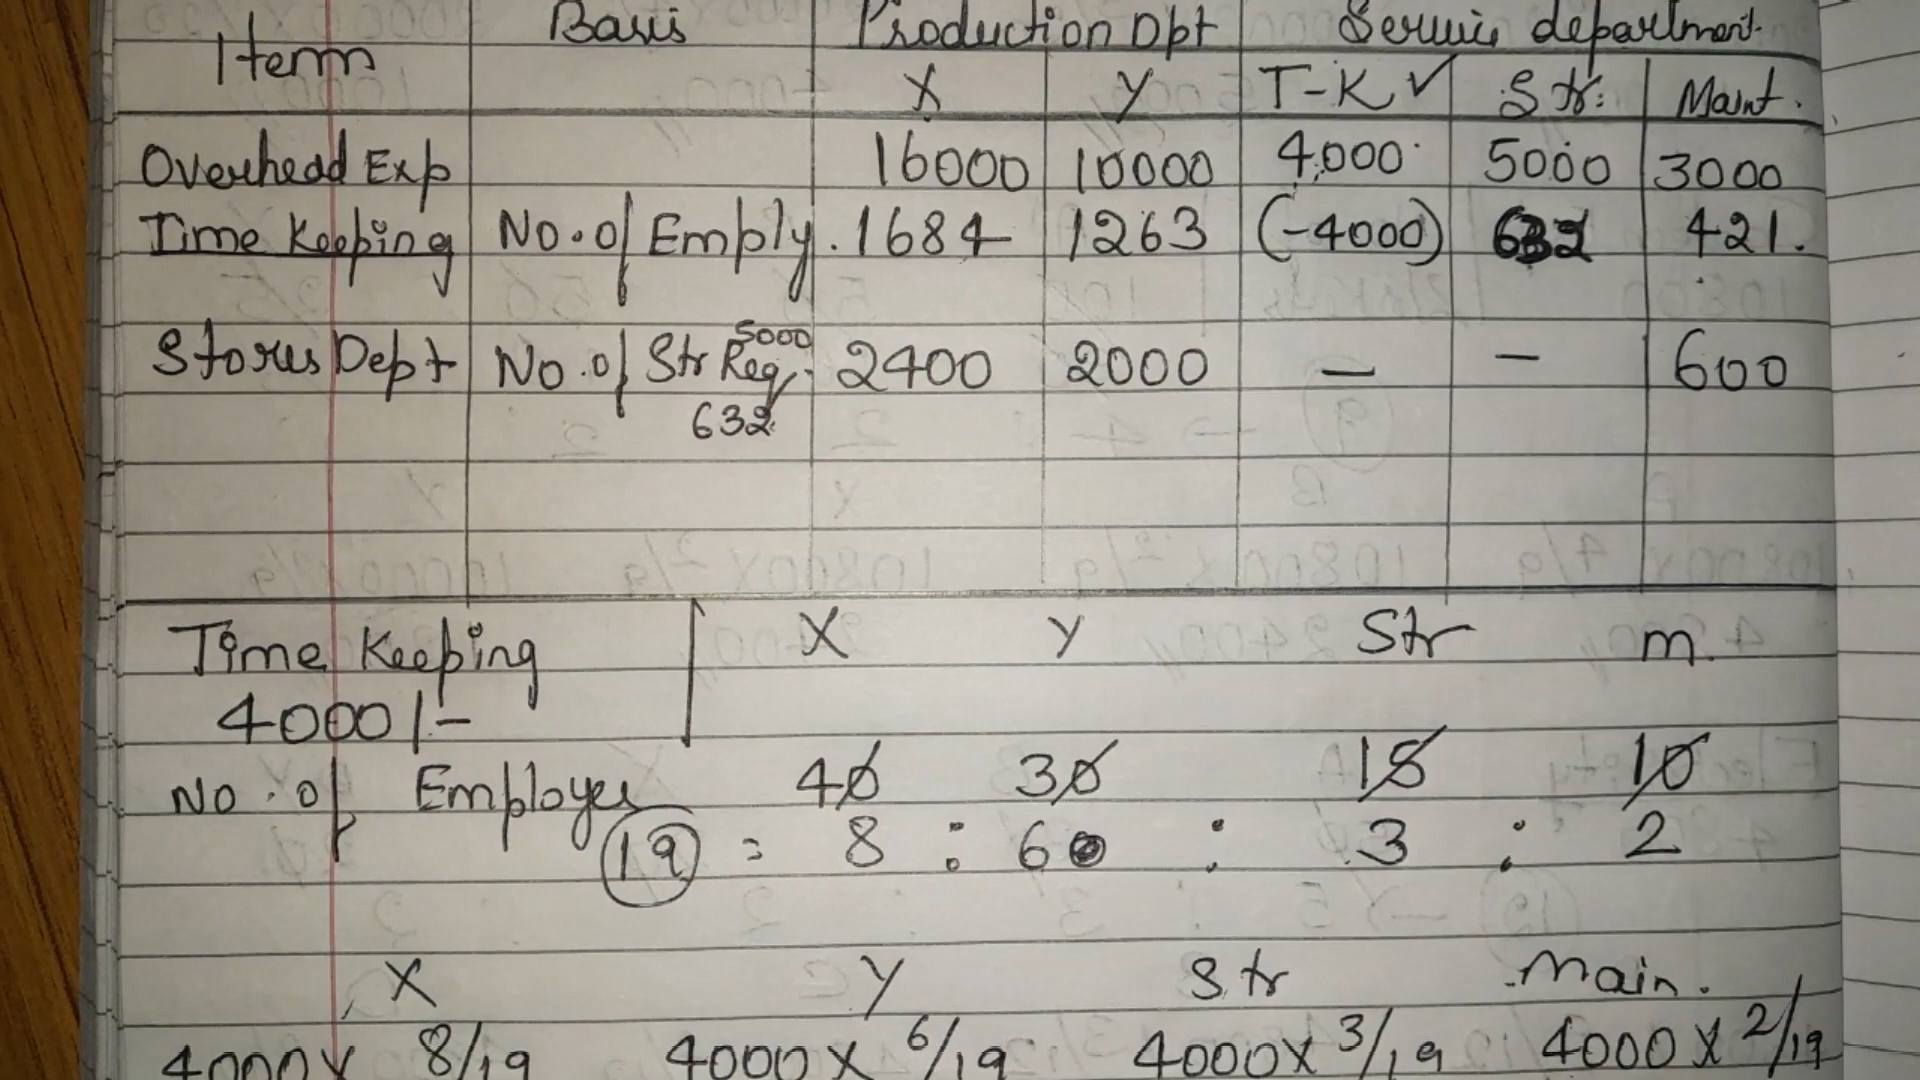 Item Basis Production Dpt Service department.
X Y T-K ✓ Str: Maint.
Overhead Exp 16000 10000 4,000 5000 3000
Time Keeping No. of Emply. 1684 1263 (-4000) 632 421.
Stores Dept No. of Str Req. 5000 2400 2000 — — 600
632
Time Keeping X Y Str m.
4000/-
No. of Employee 40 30 15 10
19 = 8 : 6 : 3 : 2
X Y Str Main.
4000 X 8/19 4000 X 6/19 4000 X 3/19 4000 X 2/19